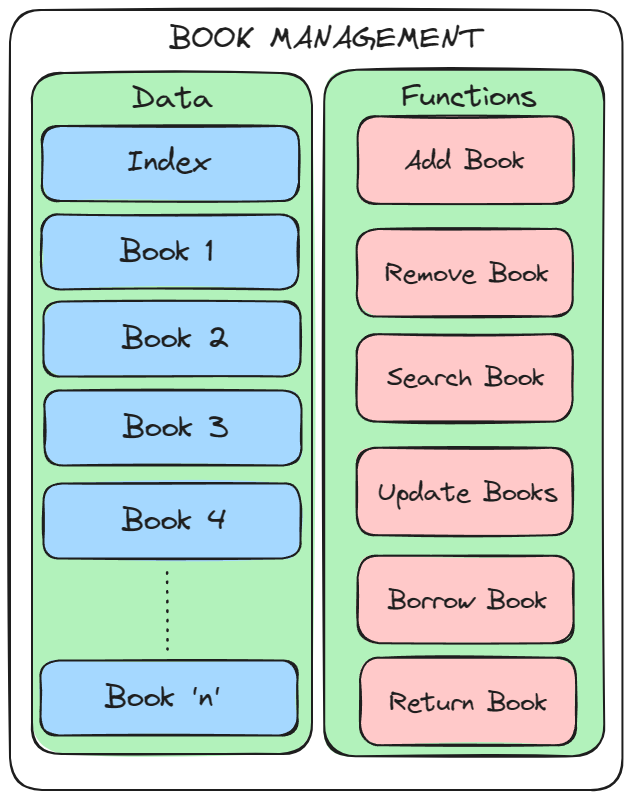 BOOK MANAGEMENT
Data
Index
Book 1
Book 2
Book 3
Book 4
Book 'n'
Functions
Add Book
Remove Book
Search Book
Update Books
Borrow Book
Return Book